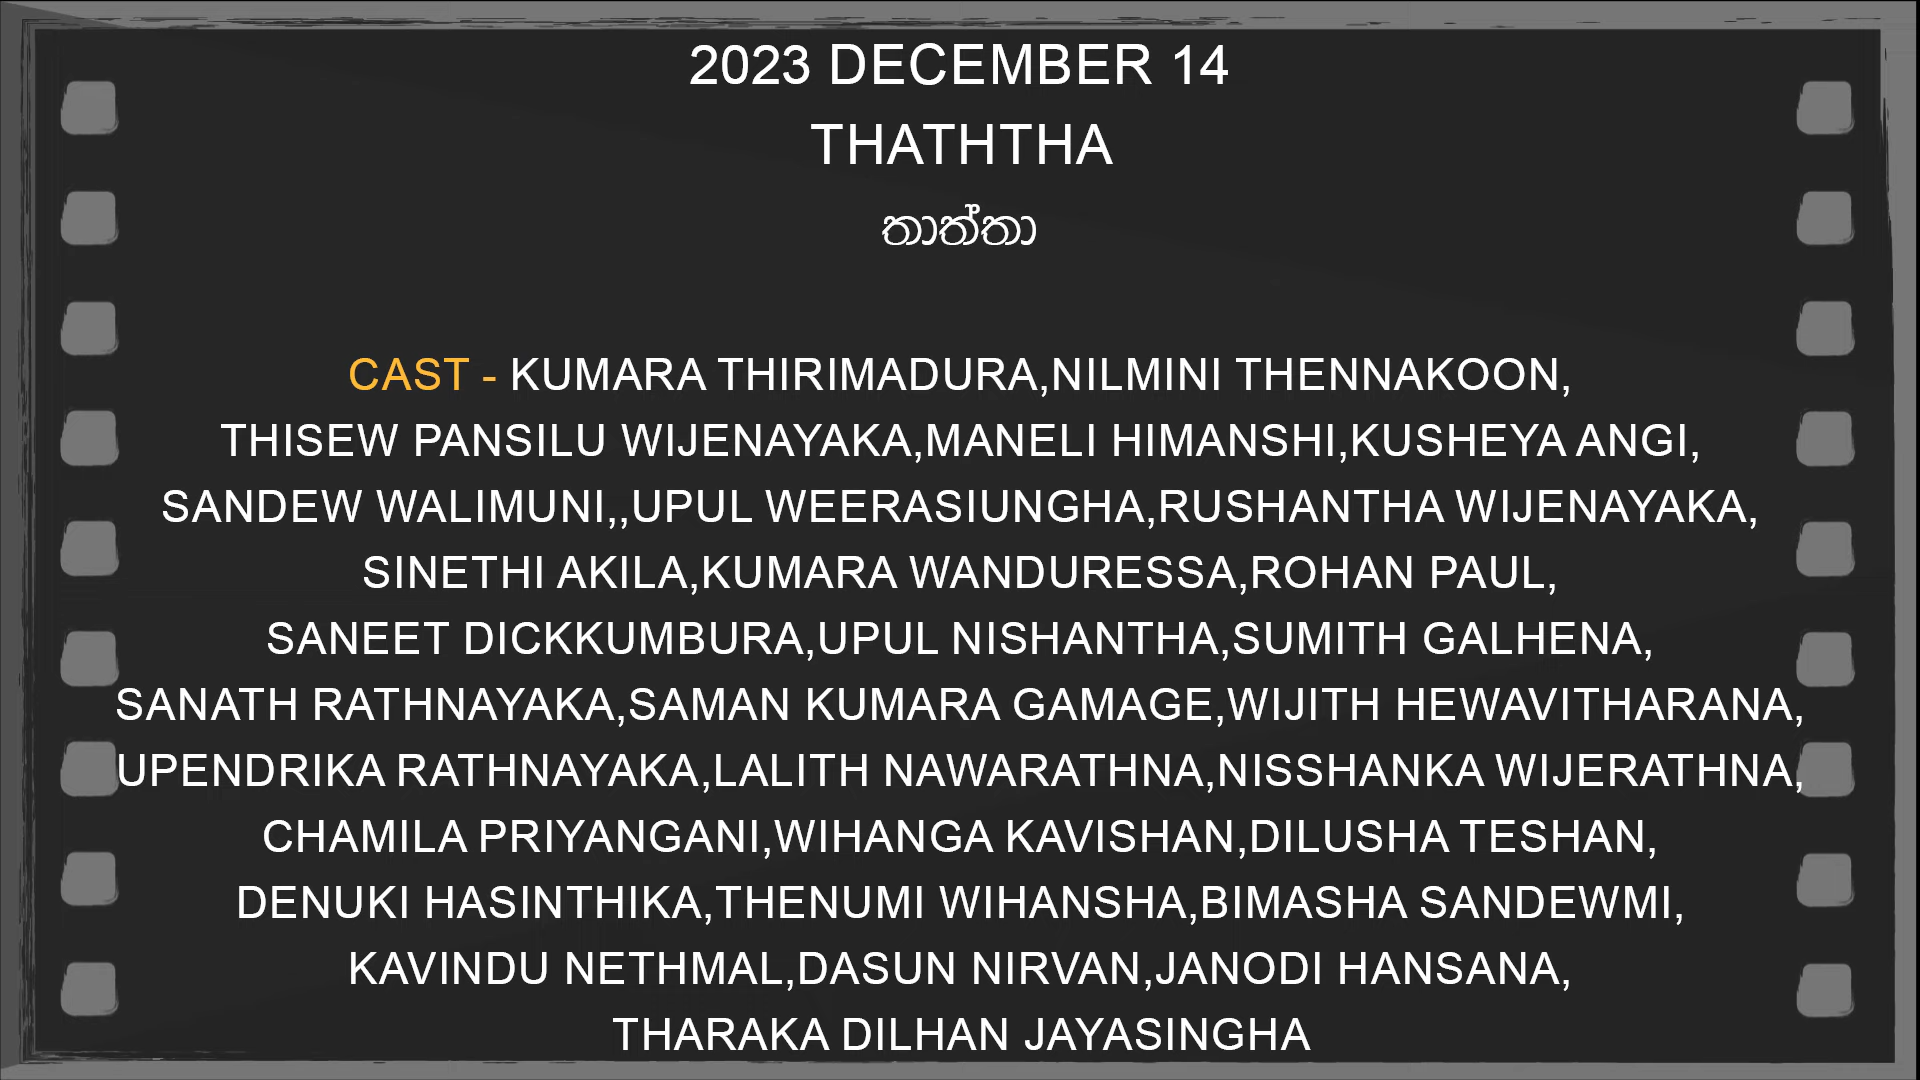 2023 DECEMBER 14
THATHTHA
තාත්තා
CAST - KUMARA THIRIMADURA,NILMINI THENNAKOON,
THISEW PANSILU WIJENAYAKA,MANELI HIMANSHI,KUSHEYA ANGI,
SANDEW WALIMUNI,,UPUL WEERASIUNGHA,RUSHANTHA WIJENAYAKA,
SINETHI AKILA,KUMARA WANDURESSA,ROHAN PAUL,
SANEET DICKKUMBURA,UPUL NISHANTHA,SUMITH GALHENA,
SANATH RATHNAYAKA,SAMAN KUMARA GAMAGE,WIJITH HEWAVITHARANA,
UPENDRIKA RATHNAYAKA,LALITH NAWARATHNA,NISSHANKA WIJERATHNA,
CHAMILA PRIYANGANI,WIHANGA KAVISHAN,DILUSHA TESHAN,
DENUKI HASINTHIKA,THENUMI WIHANSHA,BIMASHA SANDEWMI,
KAVINDU NETHMAL,DASUN NIRVAN,JANODI HANSANA,
THARAKA DILHAN JAYASINGHA